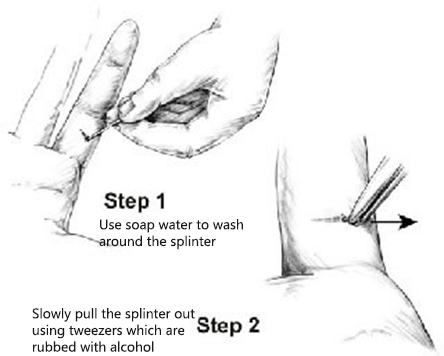 Step 1
Use soap water to wash
around the splinter
Slowly pull the splinter out
using tweezers which are
rubbed with alcohol
Step 2